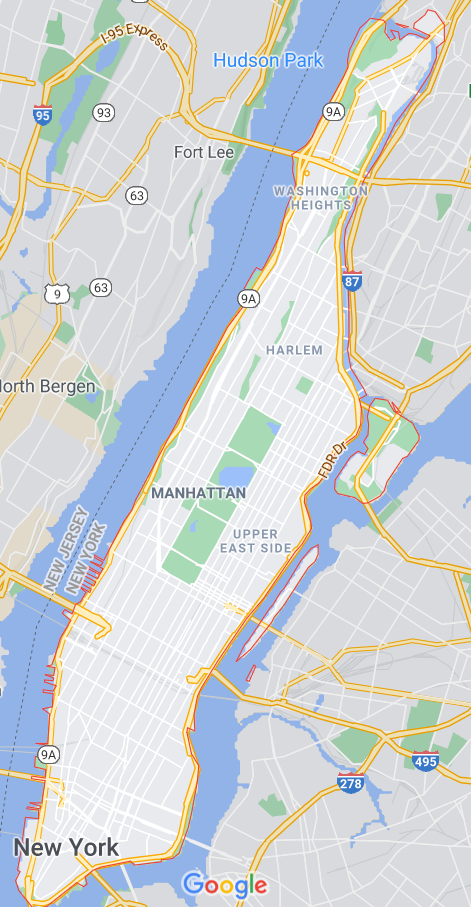 I-95 Express
Hudson Park
95
93
9A
Fort Lee
WASHINGTON
HEIGHTS
63
87
9
63
9A
HARLEM
orth Bergen
FDR Dr
MANHATTAN
NEW JERSEY
NEW YORK
UPPER
EAST SIDE
9A
495
278
New York
Google